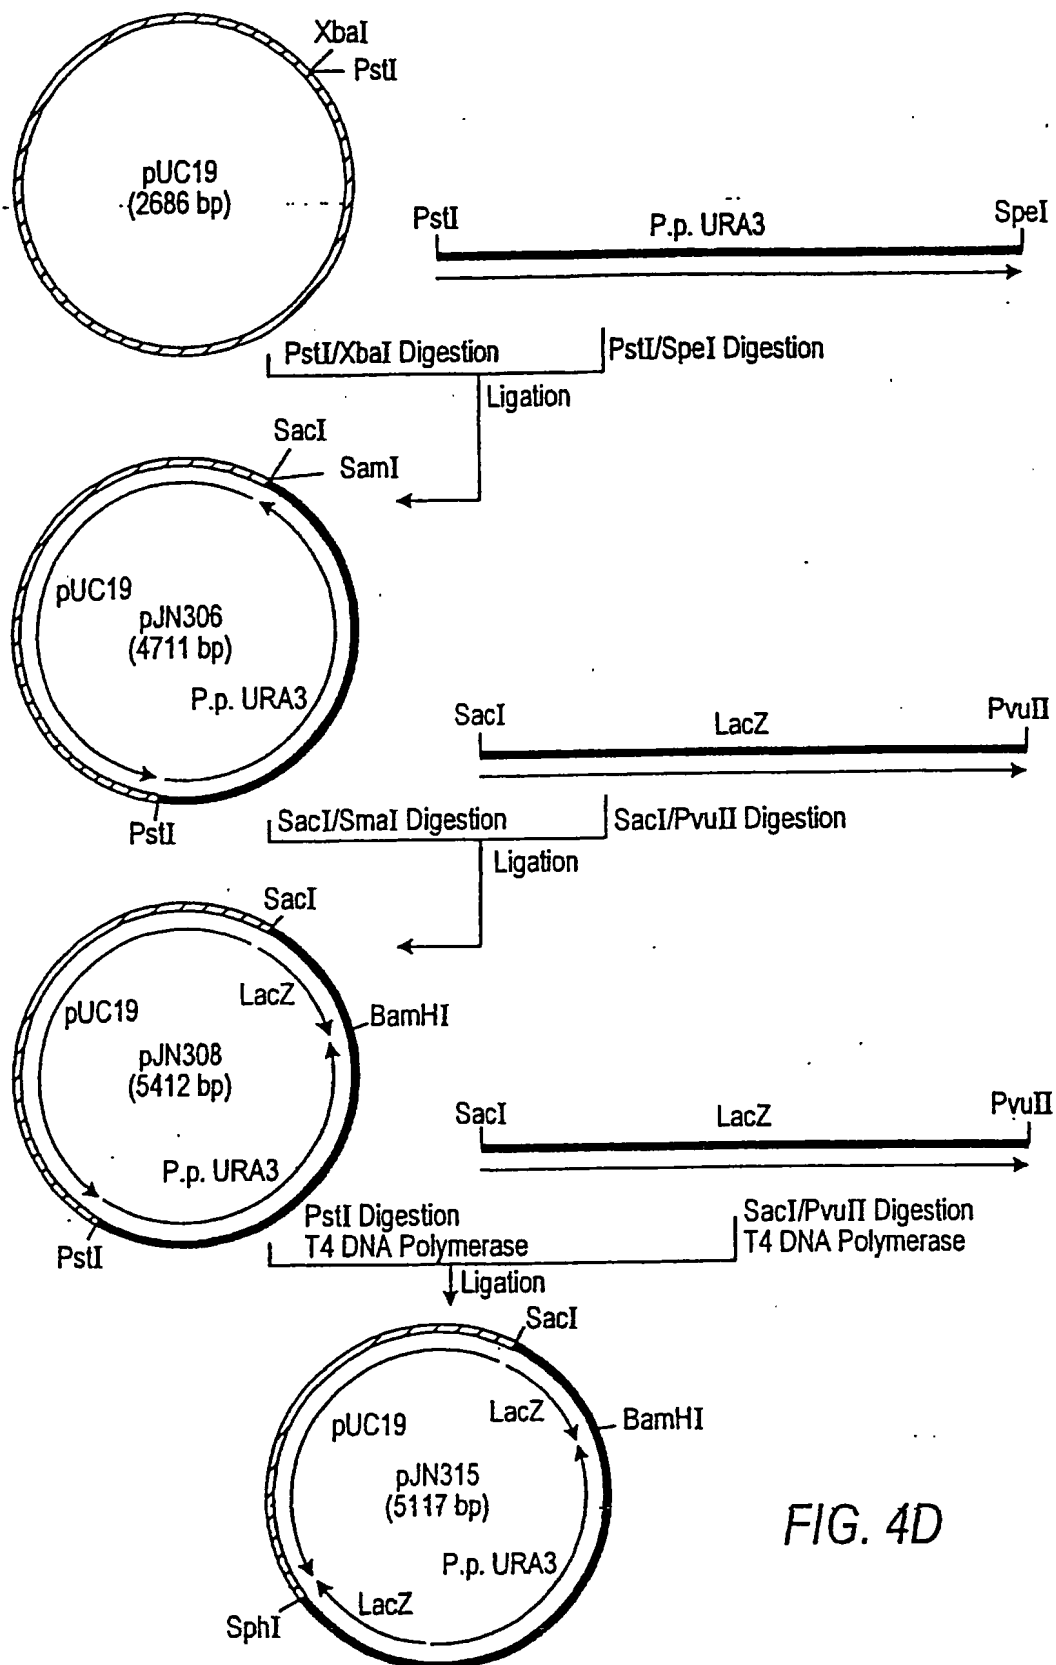 XbaI
PstI
pUC19
(2686 bp)
PstI
P.p. URA3
SpeI
PstI/XbaI Digestion
PstI/SpeI Digestion
Ligation
SacI
SamI
pUC19
pJN306
(4711 bp)
P.p. URA3
PstI
SacI
LacZ
PvuII
SacI/SmaI Digestion
SacI/PvuII Digestion
Ligation
SacI
LacZ
pUC19
BamHI
pJN308
(5412 bp)
P.p. URA3
PstI
SacI
LacZ
PvuII
PstI Digestion
T4 DNA Polymerase
SacI/PvuII Digestion
T4 DNA Polymerase
Ligation
SacI
LacZ
BamHI
pUC19
pJN315
(5117 bp)
P.p. URA3
LacZ
SphI
FIG. 4D